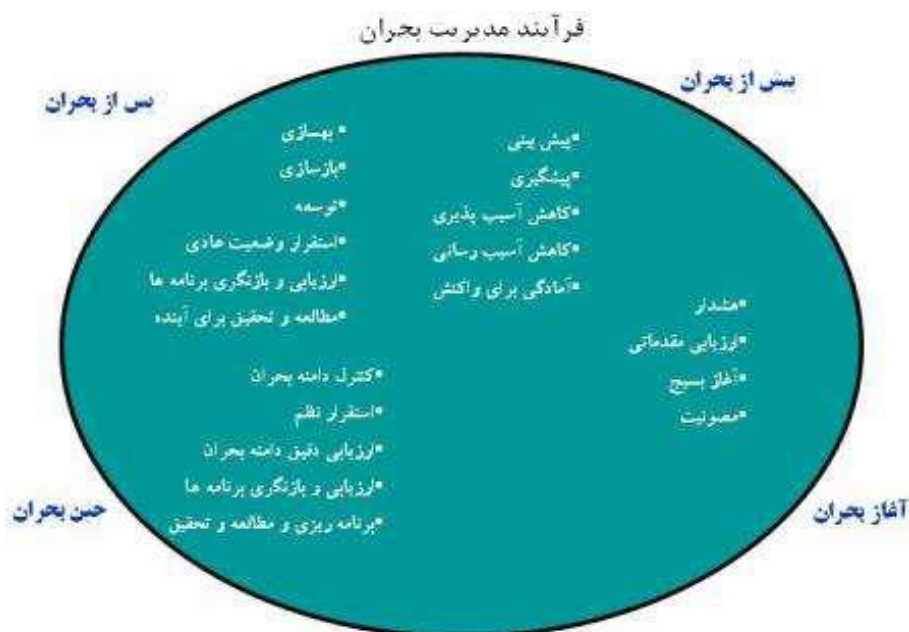 فرآیند مدیریت بحران
پیش از بحران
•پیش بینی
•پیشگیری
•کاهش آسیب پذیری
•کاهش آسیب رسانی
•آمادگی برای واکنش
•هشدار
•ارزیابی مقدماتی
•آغاز بسیج
•مصونیت
آغاز بحران
پس از بحران
•بهسازی
•بازسازی
•توسعه
•استقرار وضعیت عادی
•ارزیابی و بازنگری برنامه ها
•مطالعه و تحقیق برای آینده
•کنترل دامنه بحران
•استقرار نظم
•ارزیابی دقیق دامنه بحران
•ارزیابی و بازنگری برنامه ها
•برنامه ریزی و مطالعه و تحقیق
حین بحران